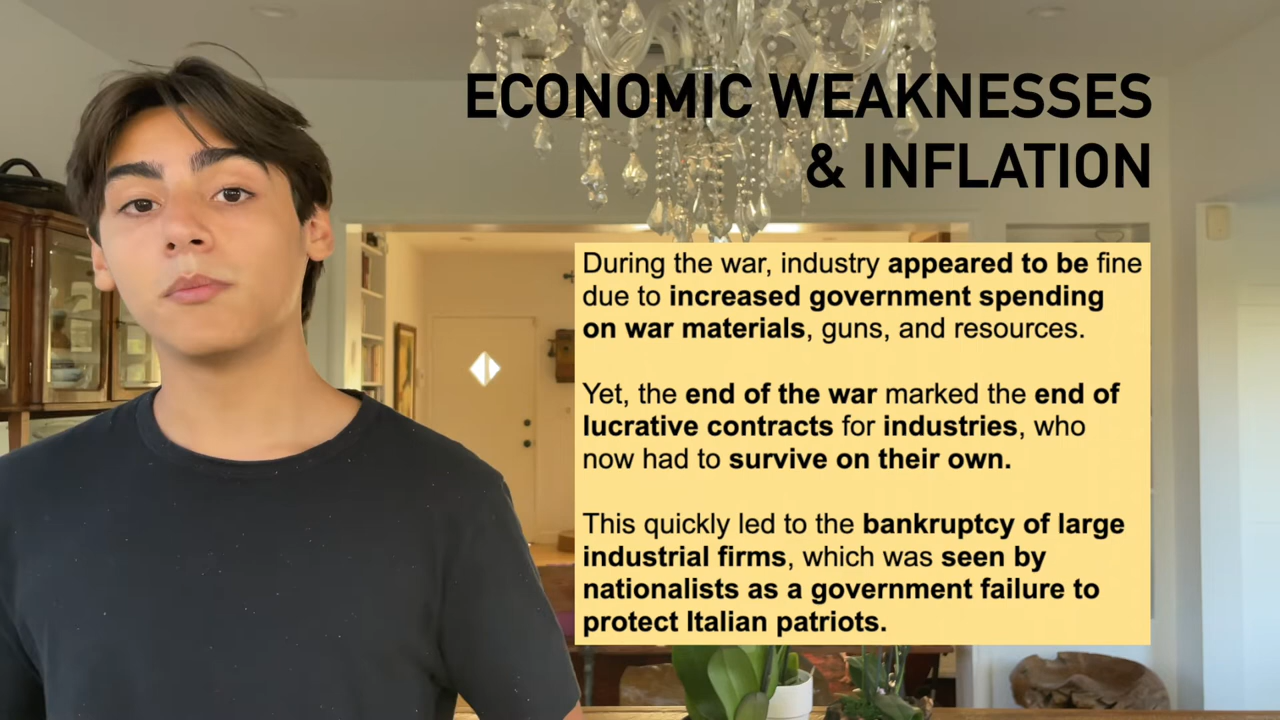 ECONOMIC WEAKNESSES
& INFLATION
During the war, industry appeared to be fine
due to increased government spending
on war materials, guns, and resources.
Yet, the end of the war marked the end of
lucrative contracts for industries, who
now had to survive on their own.
This quickly led to the bankruptcy of large
industrial firms, which was seen by
nationalists as a government failure to
protect Italian patriots.